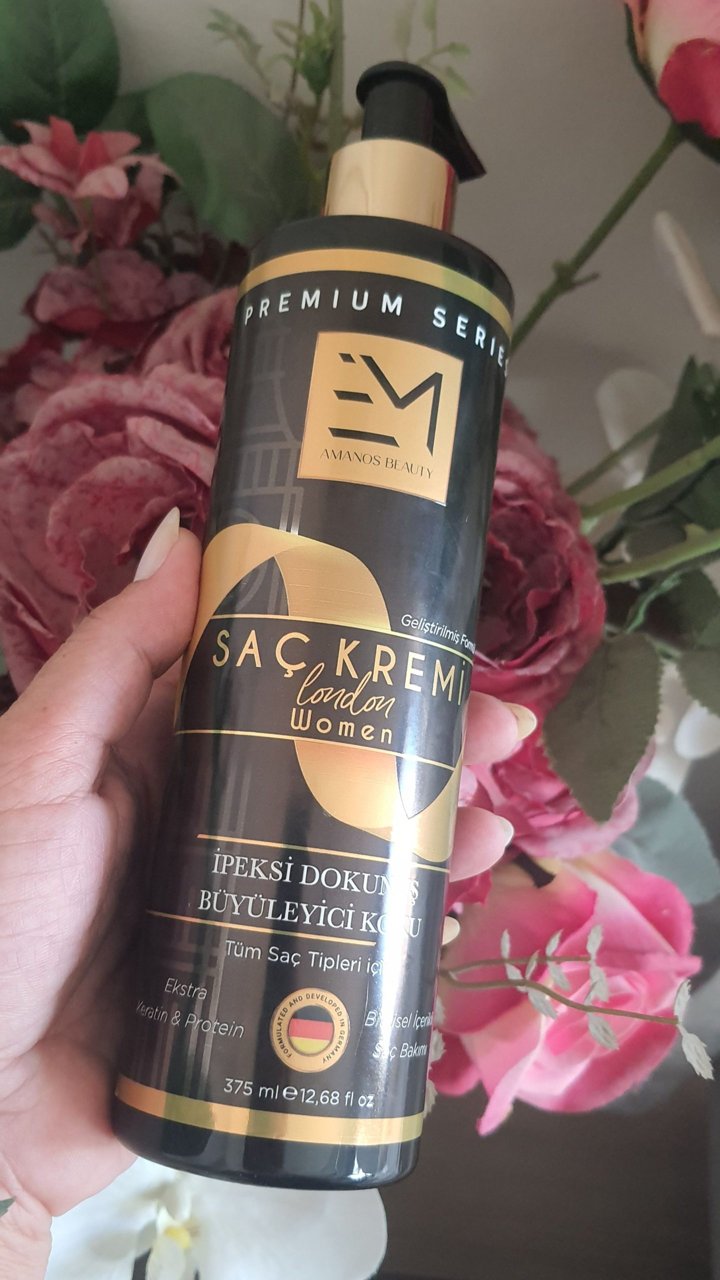 PREMIUM SERIES
EM
AMANOS BEAUTY
Geliştirilmiş
SAÇ KREMİ
london
Women
İPEKSİ DOKUNUŞ
BÜYÜLEYİCİ KOKU
Tüm Saç Tipleri için
Ekstra
Keratin & Protein
FORMULATED AND DEVELOPED IN GERMANY
Bitkisel İçerikli
Saç Bakımı
375 ml e 12,68 fl oz